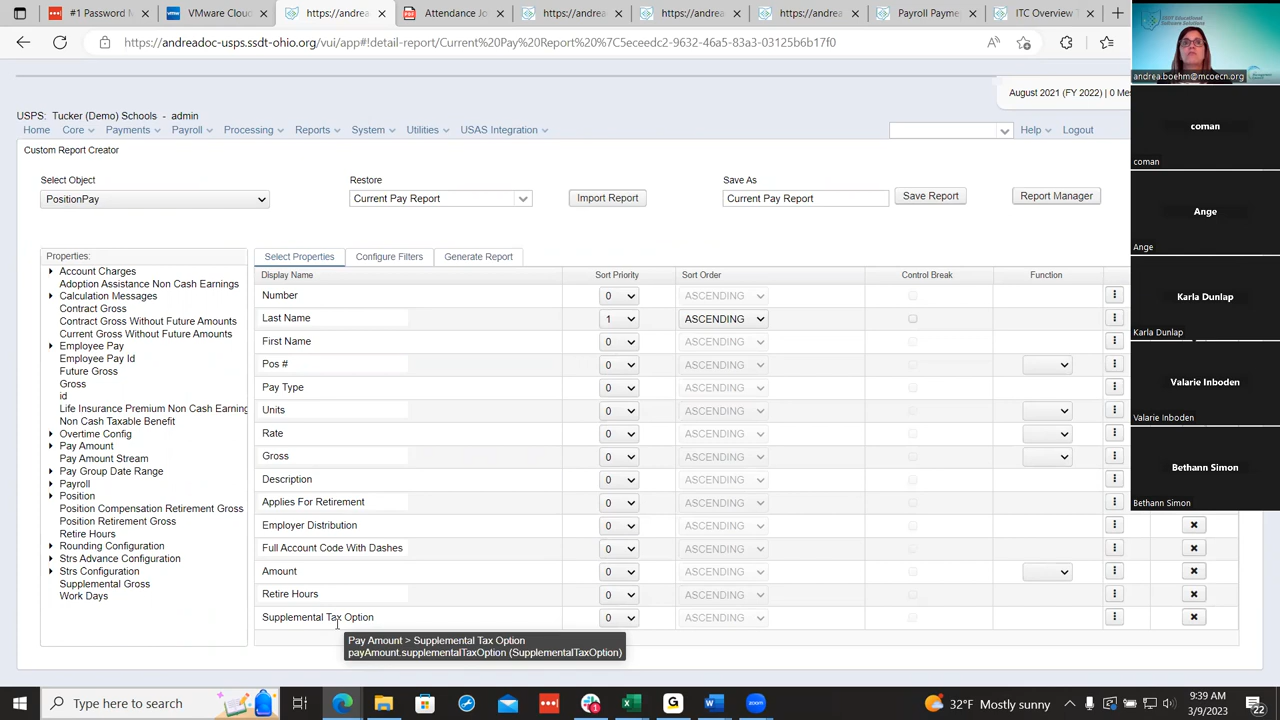 #1 Password M
VMware Clou
https://andrea
Attention
https://andrea
https://andrea
https://
Payroll Payme
ITC Overview
https://andreadoc-usps.ssdt-ohio.org/vui/app#!detail-report/Current%20Pay%20Report%20%7C5eceedc2-9632-46a5-83a3-03125b6b17f0
SSDT Educational
Software Solutions
andrea.boehm@mcoecn.org
August 2021 (FY 2022) | 0 Mes
USPS: Tucker (Demo) Schools - admin
Home Core Payments Payroll Processing Reports System Utilities USAS Integration Help Logout
Custom Report Creator
Select Object Restore Save As
PositionPay Current Pay Report Import Report Current Pay Report Save Report Report Manager
Properties: Select Properties Configure Filters Generate Report
Display Name Sort Priority Sort Order Control Break Function
Account Charges
Adoption Assistance Non Cash Earnings
Calculation Messages
Contract Gross
Contract Gross Without Future Amounts
Current Gross Without Future Amounts
Employee Pay
Employee Pay Id
Future Gross
Gross
id
Life Insurance Premium Non Cash Earning
Non Cash Taxable Benefit
Overtime Config
Pay Amount
Pay Amount Stream
Pay Group Date Range
Payroll
Position
Position Compensation Retirement Gross
Position Retirement Gross
Retire Hours
Rounding Configuration
Strs Advance Configuration
Strs Configuration
Supplemental Gross
Work Days
Number 0 ASCENDING
Last Name 1 ASCENDING
First Name 0 ASCENDING
Pos # 0 ASCENDING
Pay Type 0 ASCENDING
Units 0 ASCENDING
Rate 0 ASCENDING
Gross 0 ASCENDING
Description 0 ASCENDING
Applies For Retirement 0 ASCENDING
Employer Distribution 0 ASCENDING
Full Account Code With Dashes 0 ASCENDING
Amount 0 ASCENDING
Retire Hours 0 ASCENDING
Supplemental Tax Option 0 ASCENDING
Pay Amount > Supplemental Tax Option
payAmount.supplementalTaxOption (SupplementalTaxOption)
coman
coman
Ange
Ange
Karla Dunlap
Karla Dunlap
Valarie Inboden
Valarie Inboden
Bethann Simon
Bethann Simon
Type here to search
zoom
32°F Mostly sunny
9:39 AM
3/9/2023
22